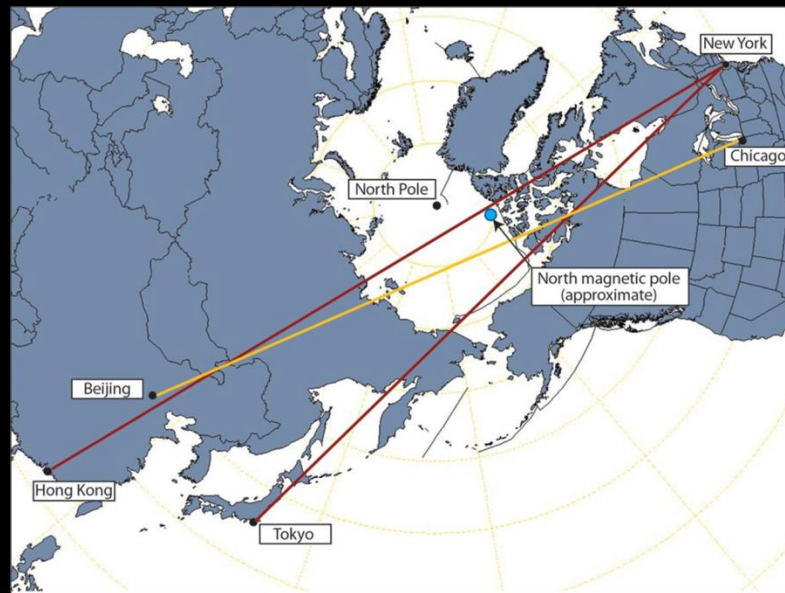 New York
Chicago
North Pole
North magnetic pole
(approximate)
Beijing
Hong Kong
Tokyo